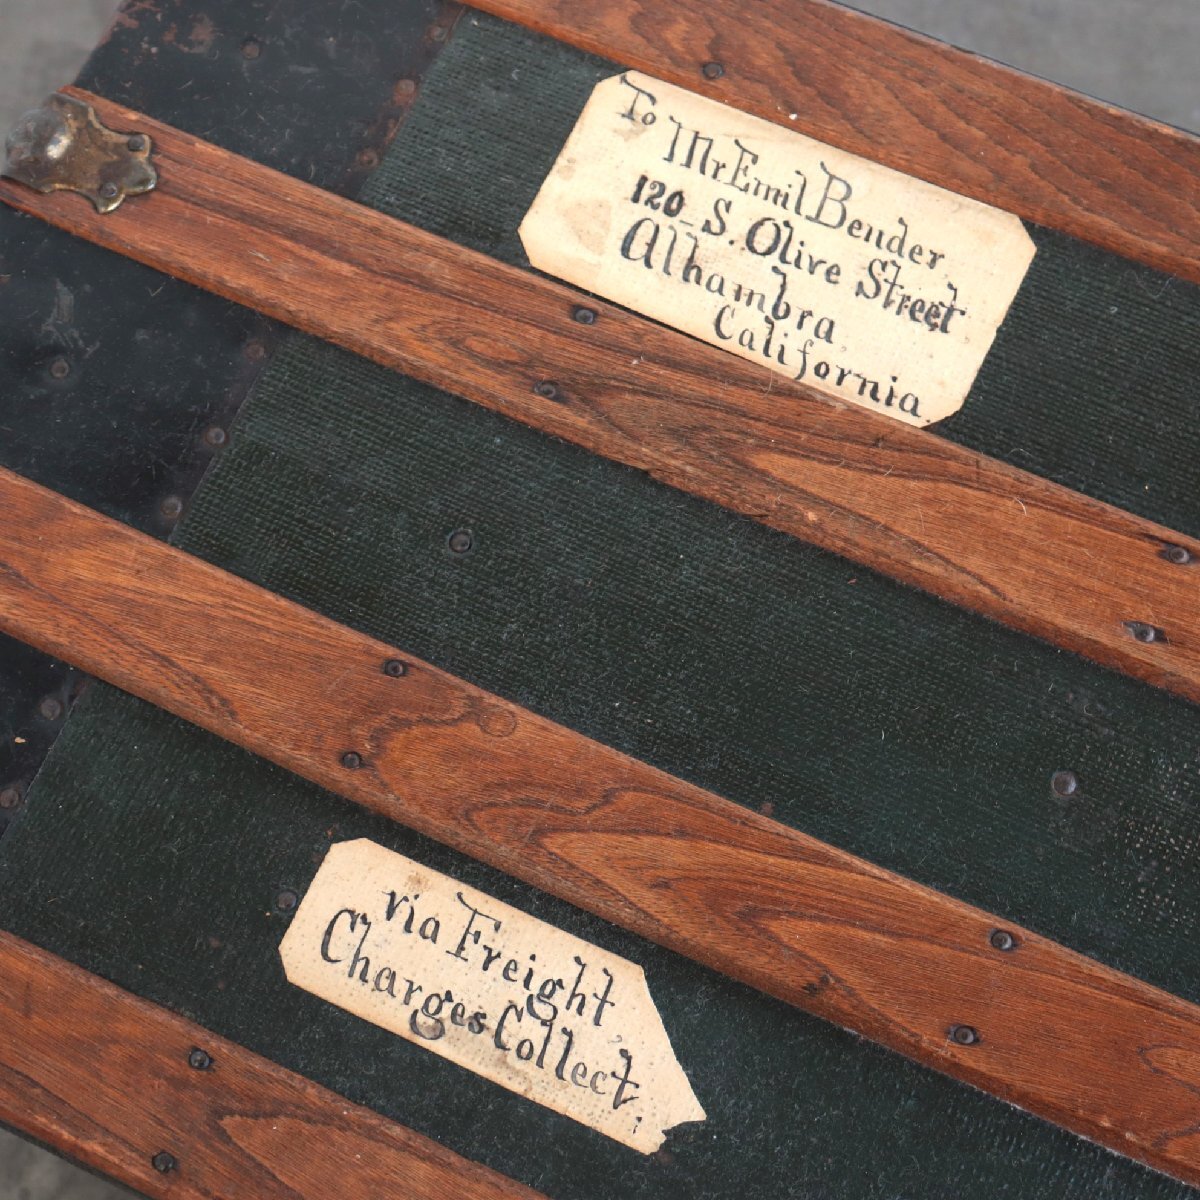 To
Mr Emil Bender
120 S. Olive Street
Alhambra
California.
via Freight,
Charges Collect.